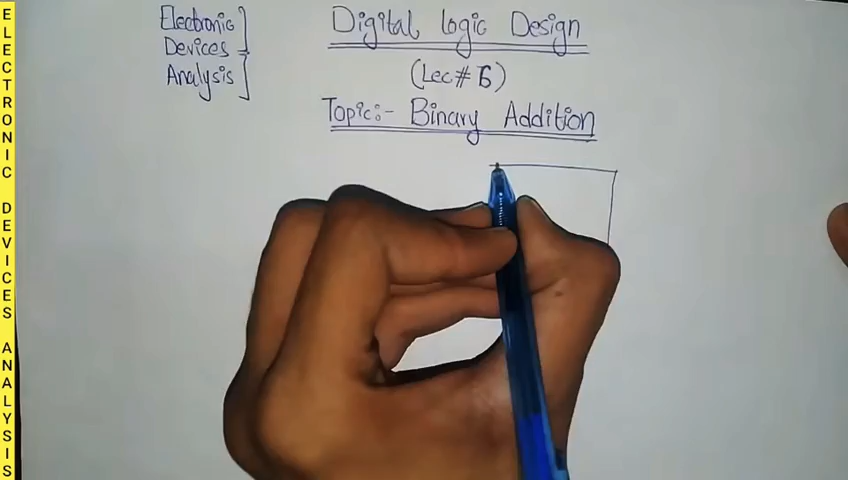 ELECTRONIC DEVICES ANALYSIS
Electronic
Devices
Analysis
Digital logic Design
(Lec#6)
Topic:- Binary Addition